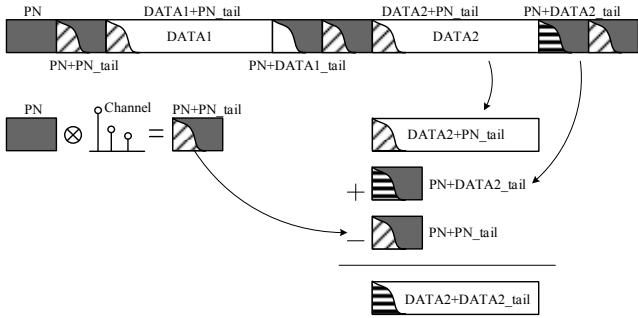 PN DATA1+PN_tail DATA2+PN_tail PN+DATA2_tail
DATA1 DATA2
PN+PN_tail PN+DATA1_tail
PN Channel PN+PN_tail
⊗ =
DATA2+PN_tail
+ PN+DATA2_tail
− PN+PN_tail
DATA2+DATA2_tail